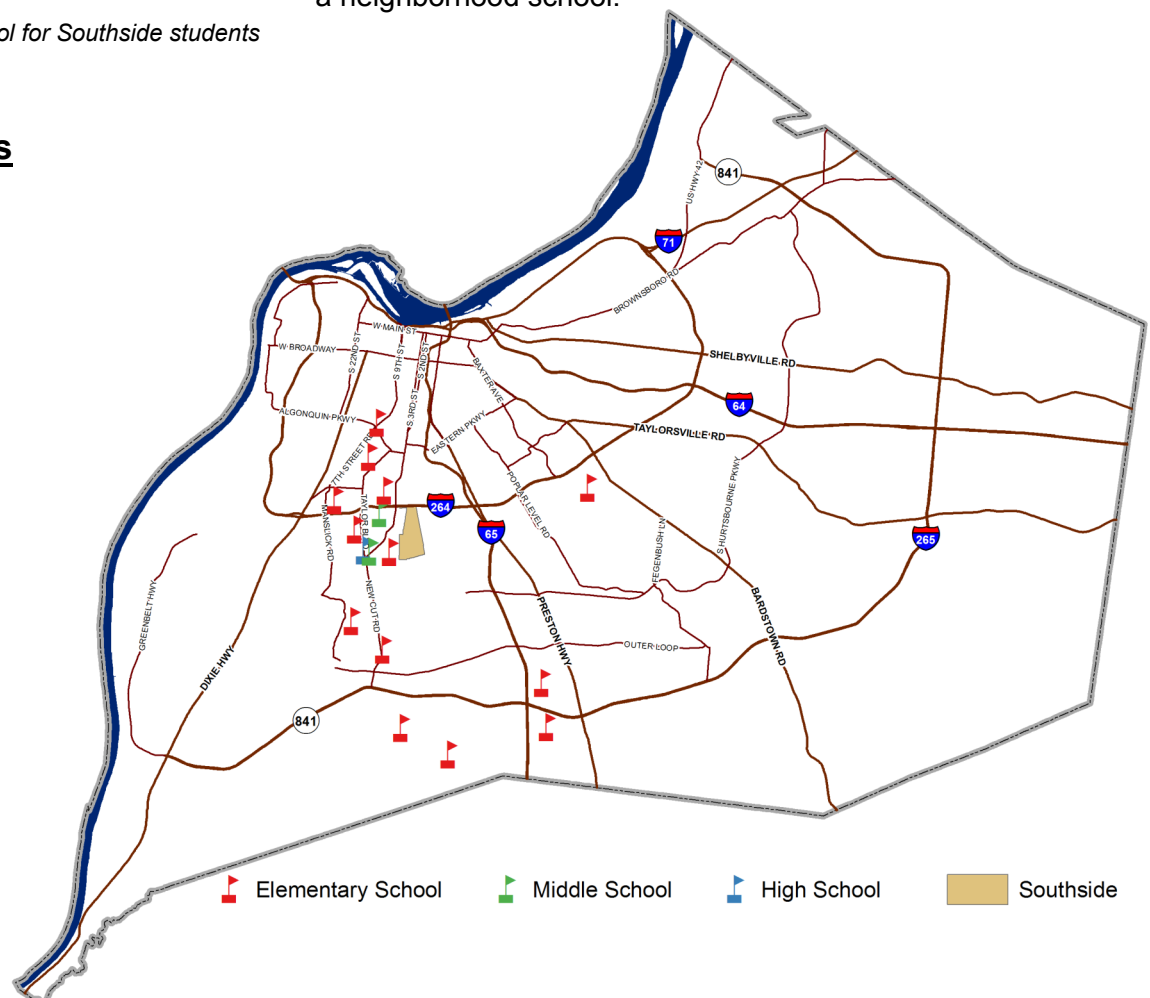 a neighborhood school.
ol for Southside students
s
841
US HWY 42
71
BROWNSBORO RD
W MAIN ST
W BROADWAY
S 22ND ST
S 9TH ST
S 2ND ST
S 3RD ST
BAXTER AVE
SHELBYVILLE RD
64
ALGONQUIN PKWY
EASTERN PKWY
TAYLORSVILLE RD
7TH STREET RD
POPLAR LEVEL RD
S HURTSBOURNE PKWY
264
65
265
MANSLICK RD
TAYLOR BLVD
FEGENBUSH LN
GREENBELT HWY
NEW CUT RD
PRESTON HWY
BARDSTOWN RD
OUTER LOOP
DIXIE HWY
841
Elementary School
Middle School
High School
Southside